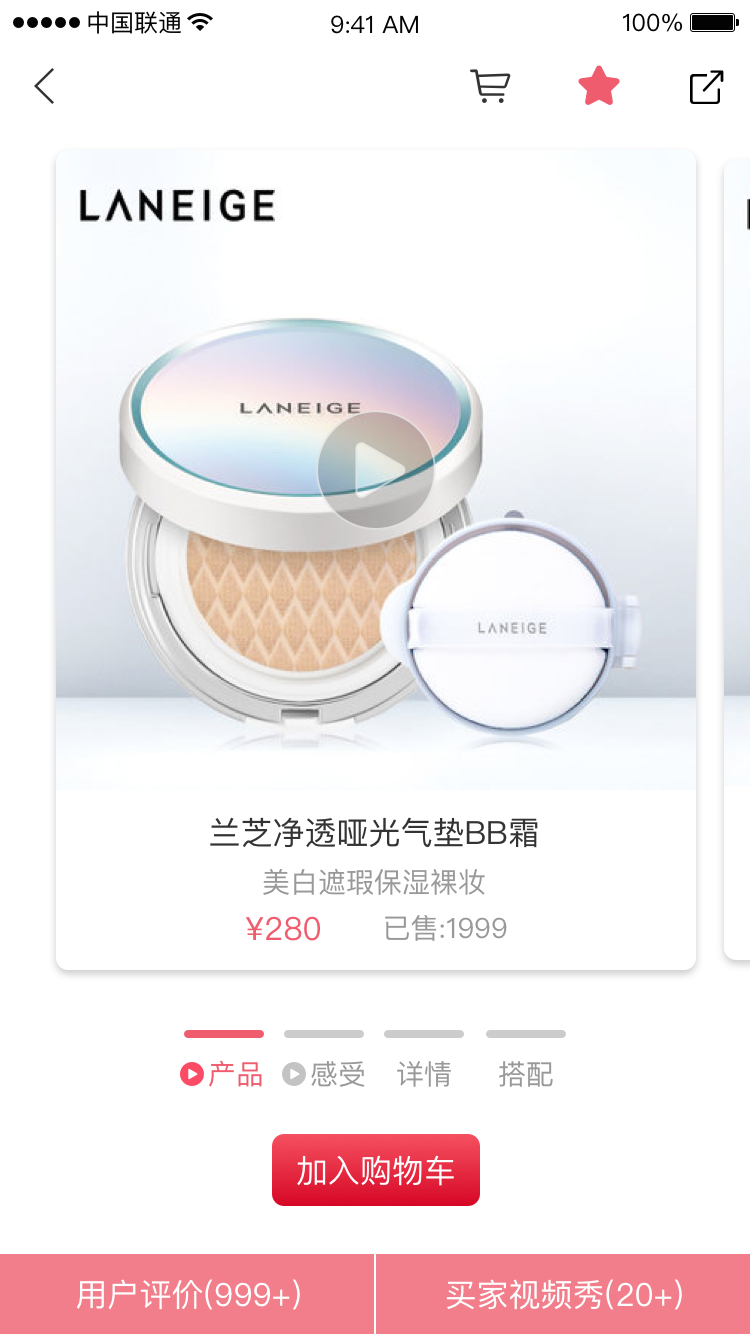 中国联通
9:41 AM
100%
LANEIGE
LANEIGE
LANEIGE
兰芝净透哑光气垫BB霜
美白遮瑕保湿裸妆
¥280 已售:1999
产品 感受 详情 搭配
加入购物车
用户评价(999+) 买家视频秀(20+)